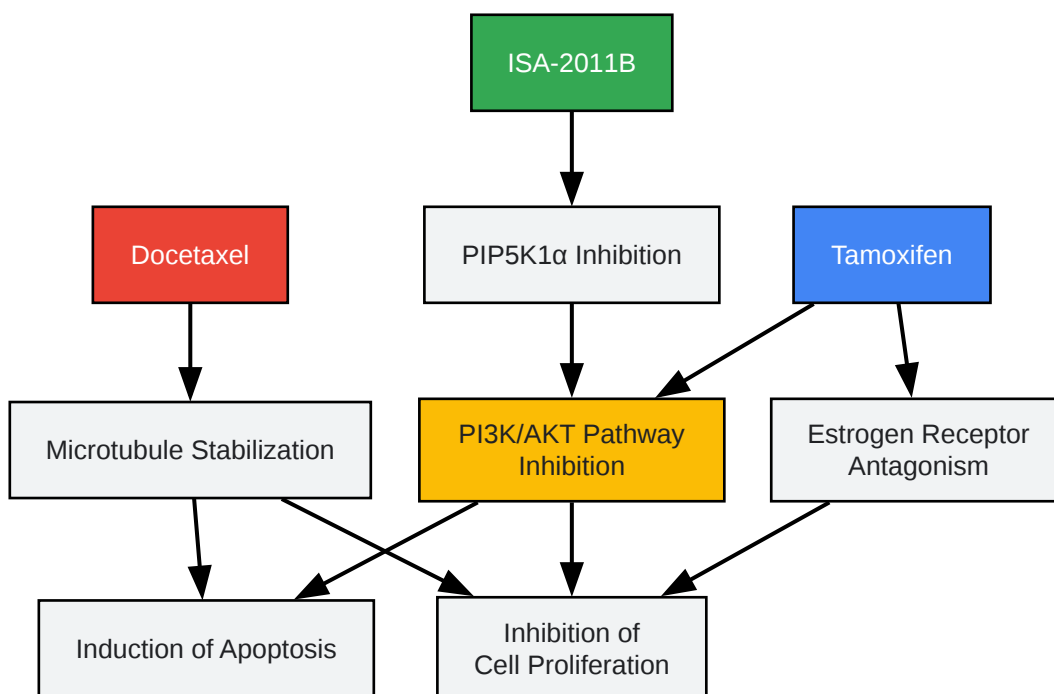 ISA-2011B
Docetaxel
PIP5K1α Inhibition
Tamoxifen
Microtubule Stabilization
PI3K/AKT Pathway
Inhibition
Estrogen Receptor
Antagonism
Induction of Apoptosis
Inhibition of
Cell Proliferation